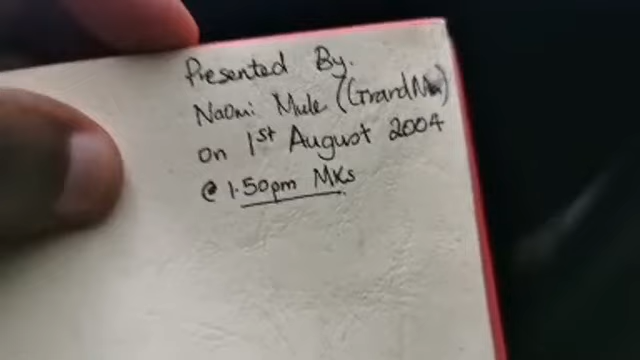 Presented By.
Naomi Mule (GrandMa)
on 1st August 2004
@ 1.50pm MKs